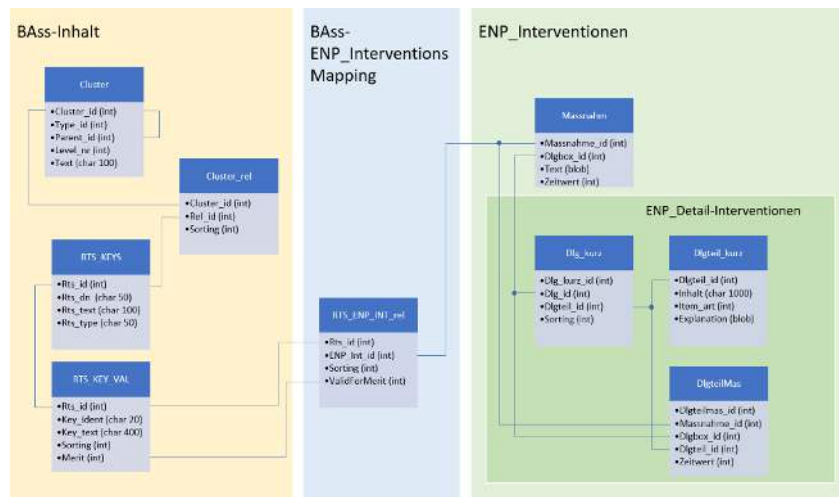 BAss-Inhalt
Cluster
•Cluster_id (int)
•Type_id (int)
•Parent_id (int)
•Level_nr (int)
•Text (char 100)
Cluster_rel
•Cluster_id (int)
•Rel_id (int)
•Sorting (int)
RTS_KEYS
•Rts_id (int)
•Rts_dn (char 50)
•Rts_text (char 100)
•Rts_type (char 50)
RTS_KEY_VAL
•Rts_id (int)
•Key_ident (char 20)
•Key_text (char 400)
•Sorting (int)
•Merit (int)
BAss-
ENP_Interventions
Mapping
RTS_ENP_INT_rel
•Rts_id (int)
•ENP_Int_id (int)
•Sorting (int)
•ValidForMerit (int)
ENP_Interventionen
Massnahm
•Massnahme_id (int)
•Dlgbox_id (int)
•Text (blob)
•Zeitwert (int)
ENP_Detail-Interventionen
Dlg_kurz
•Dlg_kurz_id (int)
•Dlg_id (int)
•Dlgteil_id (int)
•Sorting (int)
Dlgteil_kurz
•Dlgteil_id (int)
•Inhalt (char 1000)
•Item_art (int)
•Explanation (blob)
DlgteilMas
•Dlgteilmas_id (int)
•Massnahme_id (int)
•Dlgbox_id (int)
•Dlgteil_id (int)
•Zeitwert (int)